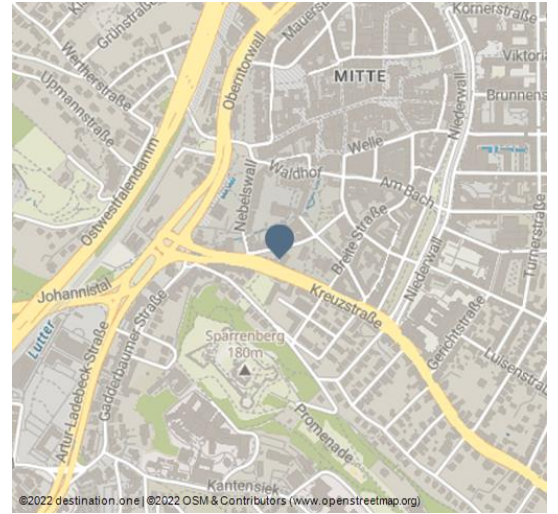 Körnerstraße
Grünstraße
Mauerst
Viktoria
Wertherstraße
Oberntorwall
MITTE
Niederwall
Upmannstraße
Brunnens
Welle
Waldhof
Ostwestfalendamm
Nebelswall
Am Bach
Breite Straße
Turnerstraße
Niederwall
Johannistal
Kreuzstraße
Lutter
Gadderbaumer Straße
Sparrenberg
180m
Gerichtstraße
Luisenstraß
Artur-Ladebeck-Straße
Promenade
Kantensiek
©2022 destination.one | ©2022 OSM & Contributors (www.openstreetmap.org)